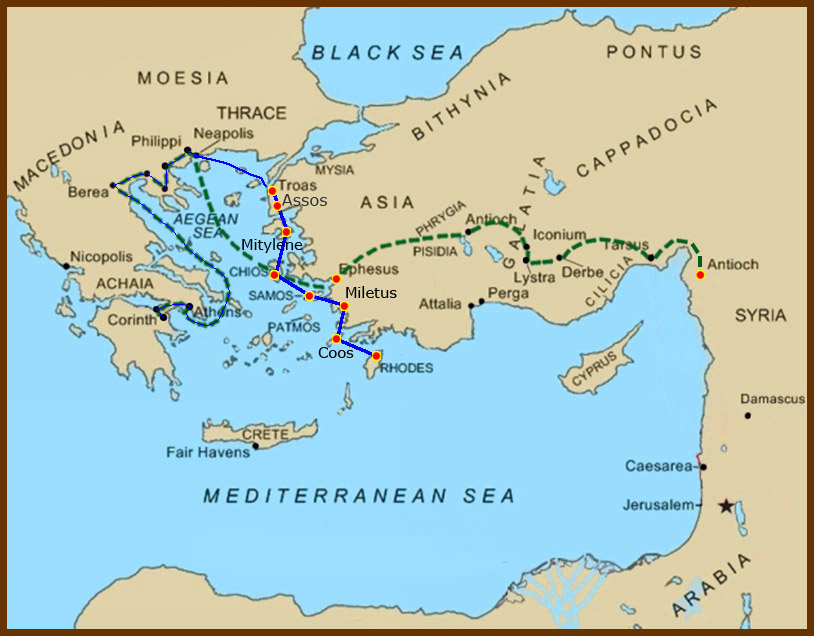 BLACK SEA
PONTUS
MOESIA
BITHYNIA
THRACE
CAPPADOCIA
MACEDONIA
Philippi
Neapolis
MYSIA
Berea
Troas
Assos
ASIA
GALATIA
AEGEAN
SEA
PHRYGIA
Antioch
Mitylene
PISIDIA
Iconium
Tarsus
Nicopolis
CHIOS
Ephesus
Lystra
Derbe
CILICIA
Antioch
ACHAIA
SAMOS
Miletus
Attalia
Perga
Corinth
Athens
PATMOS
SYRIA
Coos
RHODES
CYPRUS
Damascus
CRETE
Fair Havens
Caesarea
MEDITERRANEAN SEA
Jerusalem
ARABIA